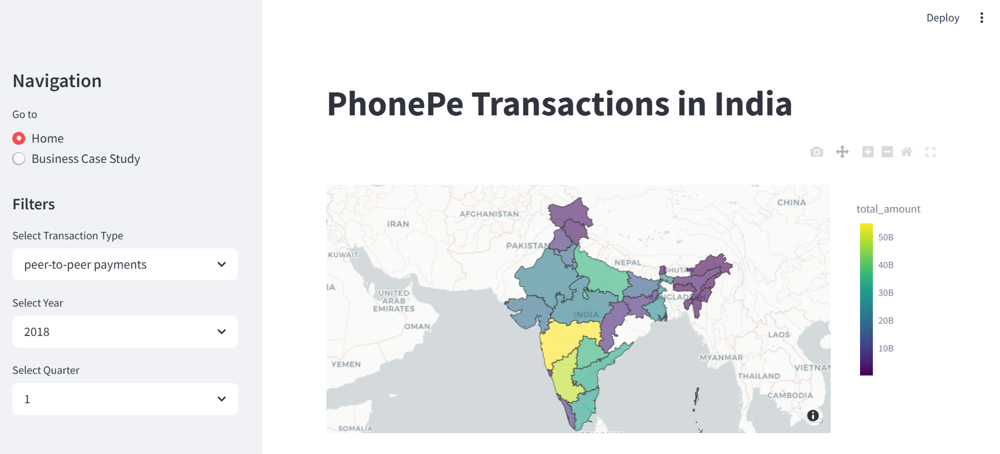 Deploy
Navigation
Go to
Home
Business Case Study
Filters
Select Transaction Type
peer-to-peer payments
Select Year
2018
Select Quarter
1
PhonePe Transactions in India
CHINA
AFGHANISTAN
IRAN
PAKISTAN
KUWAIT
NEPAL
BHUTAN
IA
UNITED
ARAB
EMIRATES
BANGLADESH
INDIA
OMAN
LAOS
MYANMAR
YEMEN
VIETNAM
THAILAND
CAMBODIA
SOMALIA
total_amount
50B
40B
30B
20B
10B